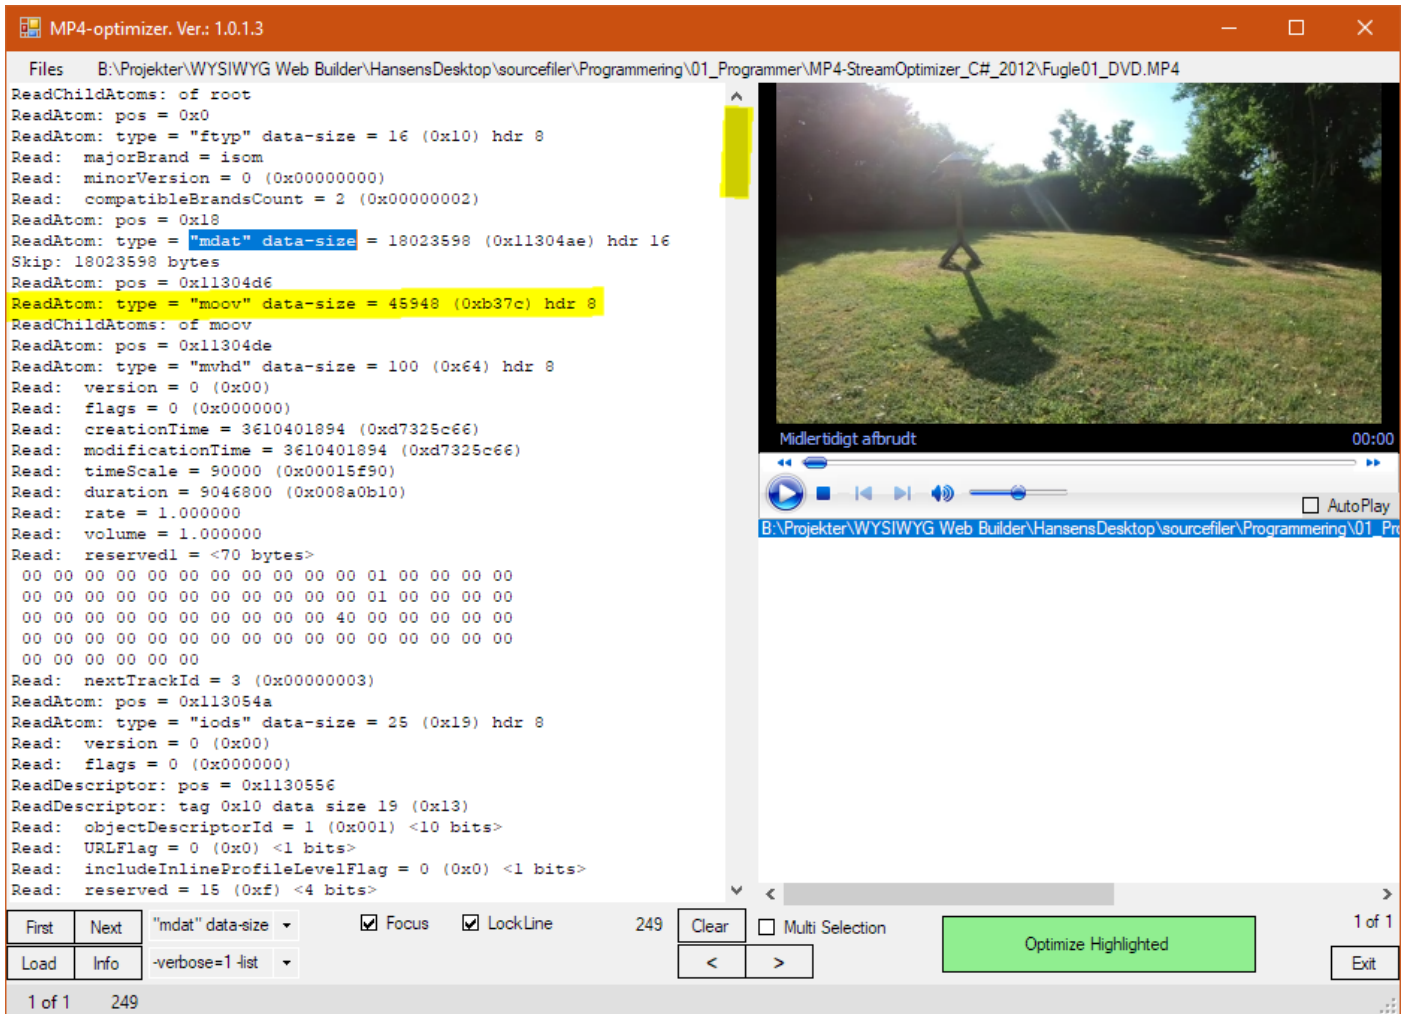 MP4-optimizer. Ver.: 1.0.1.3
Files B:\Projekter\WYSIWYG Web Builder\HansensDesktop\sourcefiler\Programmering\01_Programmer\MP4-StreamOptimizer_C#_2012\Fugle01_DVD.MP4
ReadChildAtoms: of root
ReadAtom: pos = 0x0
ReadAtom: type = "ftyp" data-size = 16 (0x10) hdr 8
Read: majorBrand = isom
Read: minorVersion = 0 (0x00000000)
Read: compatibleBrandsCount = 2 (0x00000002)
ReadAtom: pos = 0x18
ReadAtom: type = "mdat" data-size = 18023598 (0x11304ae) hdr 16
Skip: 18023598 bytes
ReadAtom: pos = 0x11304d6
ReadAtom: type = "moov" data-size = 45948 (0xb37c) hdr 8
ReadChildAtoms: of moov
ReadAtom: pos = 0x11304de
ReadAtom: type = "mvhd" data-size = 100 (0x64) hdr 8
Read: version = 0 (0x00)
Read: flags = 0 (0x000000)
Read: creationTime = 3610401894 (0xd7325c66)
Read: modificationTime = 3610401894 (0xd7325c66)
Read: timeScale = 90000 (0x00015f90)
Read: duration = 9046800 (0x008a0b10)
Read: rate = 1.000000
Read: volume = 1.000000
Read: reserved1 = <70 bytes>
00 00 00 00 00 00 00 00 00 00 00 01 00 00 00 00
00 00 00 00 00 00 00 00 00 00 00 01 00 00 00 00
00 00 00 00 00 00 00 00 00 00 40 00 00 00 00 00
00 00 00 00 00 00 00 00 00 00 00 00 00 00 00 00
00 00 00 00 00 00
Read: nextTrackId = 3 (0x00000003)
ReadAtom: pos = 0x113054a
ReadAtom: type = "iods" data-size = 25 (0x19) hdr 8
Read: version = 0 (0x00)
Read: flags = 0 (0x000000)
ReadDescriptor: pos = 0x1130556
ReadDescriptor: tag 0x10 data size 19 (0x13)
Read: objectDescriptorId = 1 (0x001) <10 bits>
Read: URLFlag = 0 (0x0) <1 bits>
Read: includeInlineProfileLevelFlag = 0 (0x0) <1 bits>
Read: reserved = 15 (0xf) <4 bits>
Midlertidigt afbrudt 00:00
AutoPlay
B:\Projekter\WYSIWYG Web Builder\HansensDesktop\sourcefiler\Programmering\01_Pro
First Next "mdat" data-size Focus LockLine 249 Clear Multi Selection Optimize Highlighted 1 of 1
Load Info -verbose=1 -list < > Exit
1 of 1 249